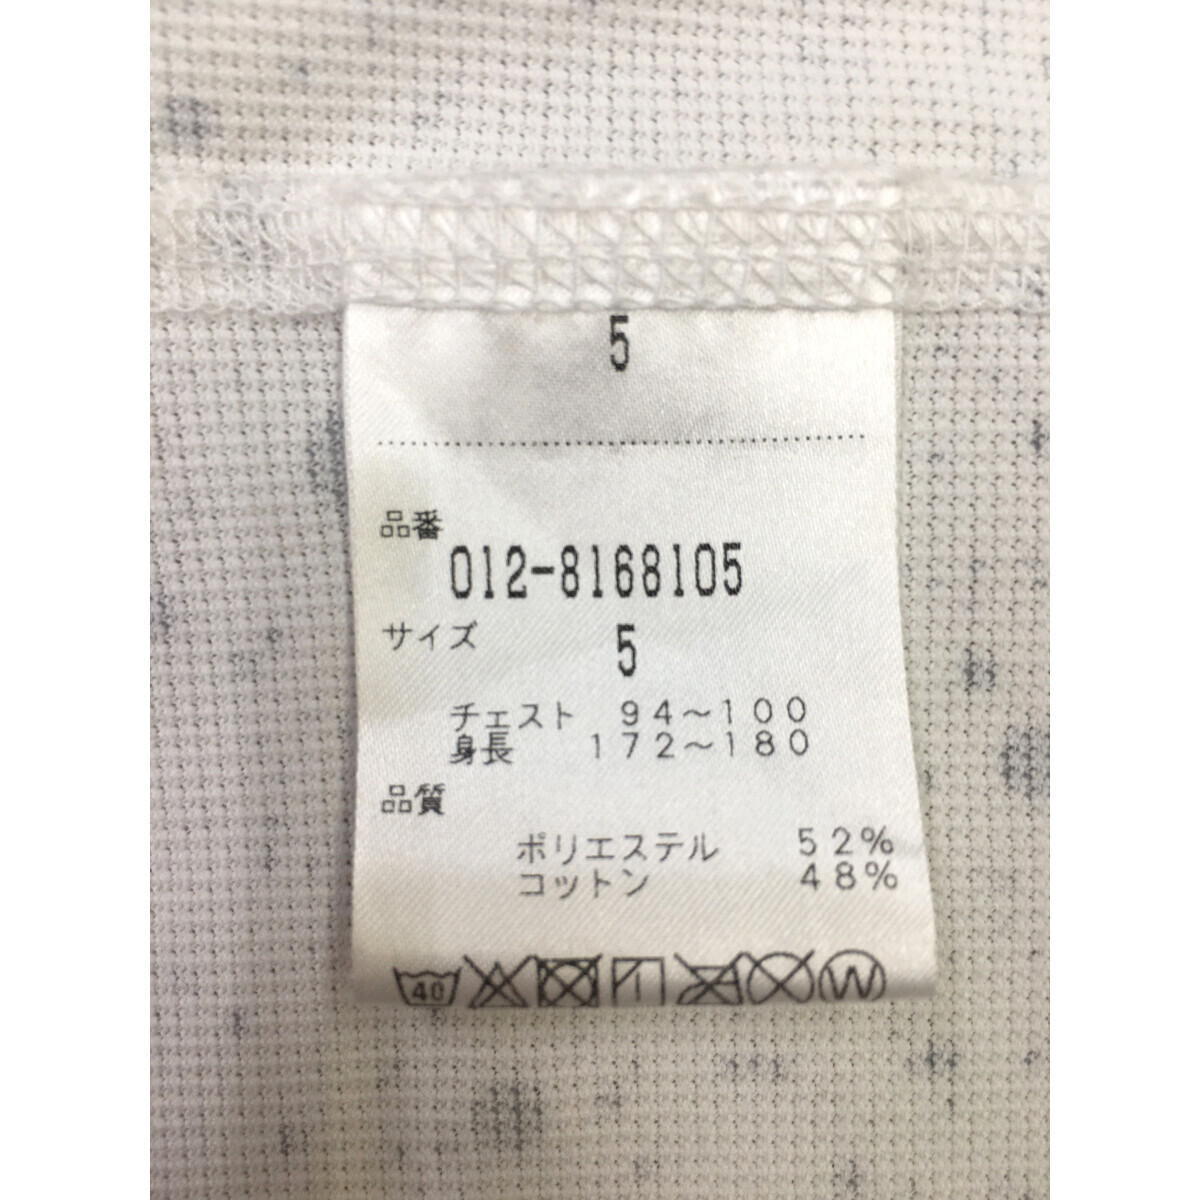 5
品番
012-8168105
サイズ 5
チェスト 94～100
身長 172～180
品質
ポリエステル 52%
コットン 48%
40 W